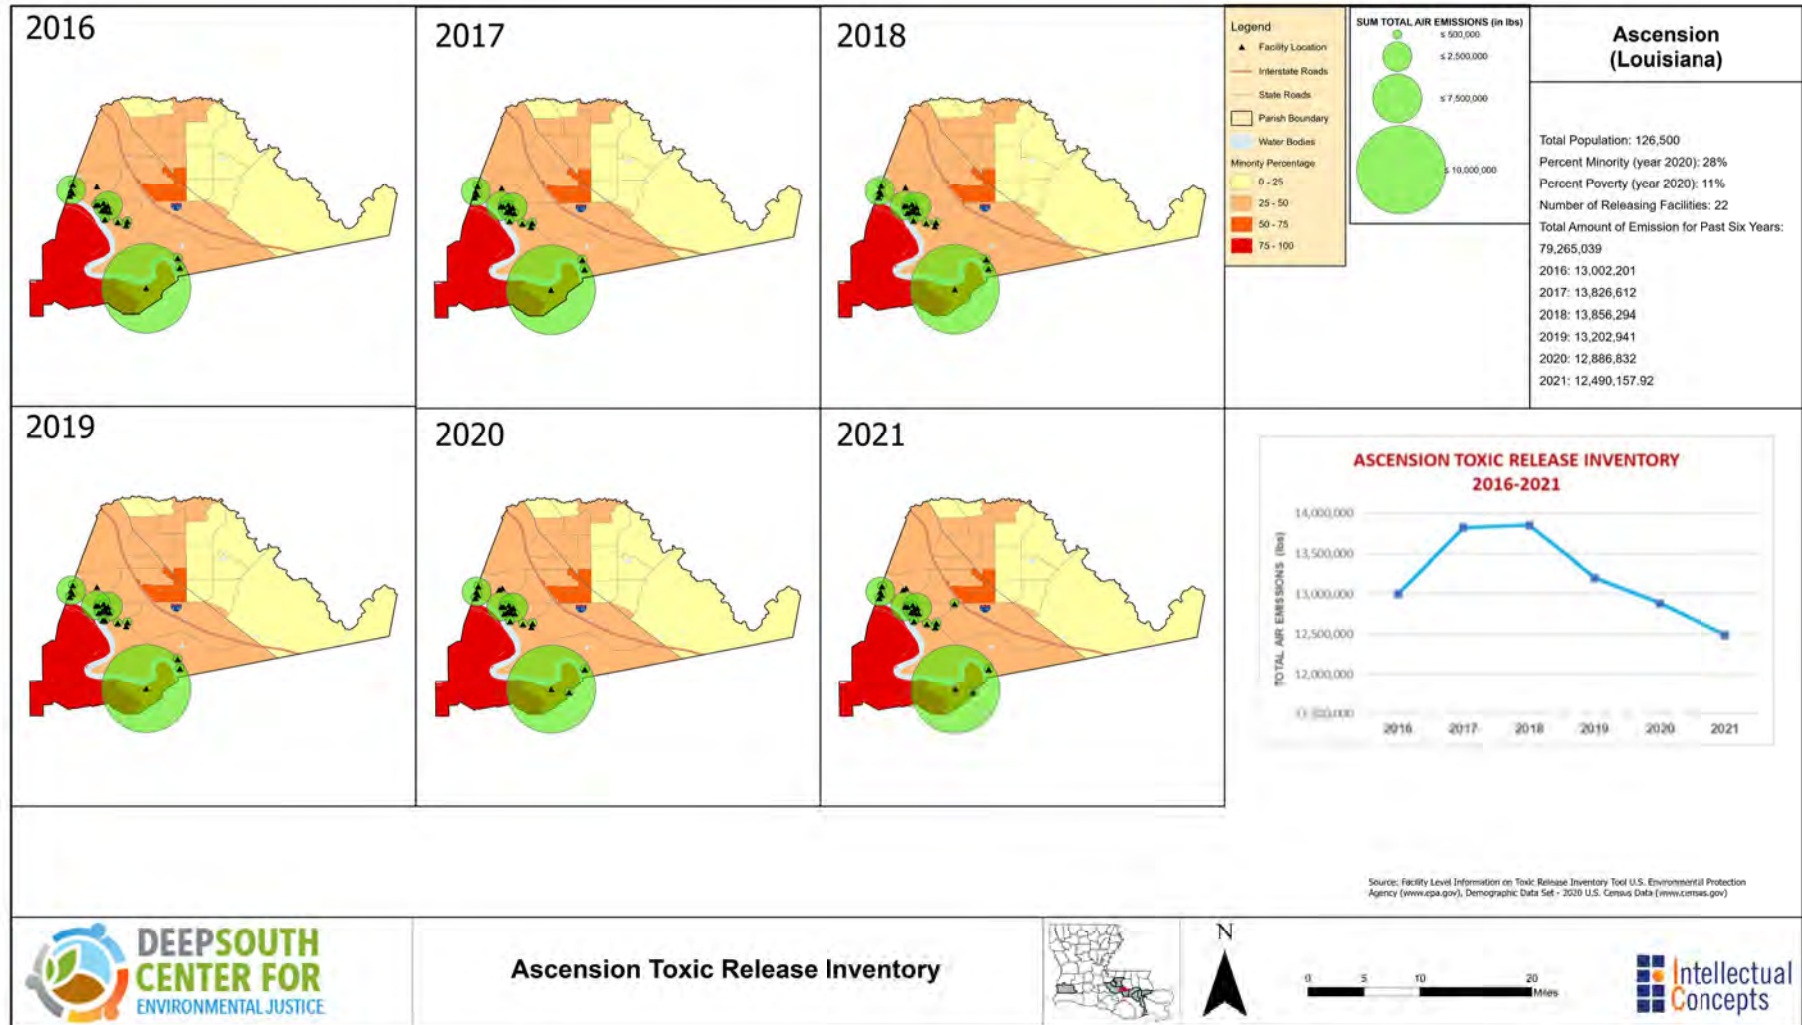 2016
2017
2018
Legend
Facility Location
Interstate Roads
State Roads
Parish Boundary
Water Bodies
Minority Percentage
0 - 25
25 - 50
50 - 75
75 - 100
SUM TOTAL AIR EMISSIONS (in lbs)
≤ 500,000
≤ 2,500,000
≤ 7,500,000
≤ 10,000,000
Ascension
(Louisiana)
Total Population: 126,500
Percent Minority (year 2020): 28%
Percent Poverty (year 2020): 11%
Number of Releasing Facilities: 22
Total Amount of Emission for Past Six Years:
79,265,039
2016: 13,002,201
2017: 13,826,612
2018: 13,856,294
2019: 13,202,941
2020: 12,886,832
2021: 12,490,157.92
2019
2020
2021
ASCENSION TOXIC RELEASE INVENTORY
2016-2021
TOTAL AIR EMISSIONS (lbs)
14,000,000
13,500,000
13,000,000
12,500,000
12,000,000
2016 2017 2018 2019 2020 2021
Source: Facility Level Information on Toxic Release Inventory Tool U.S. Environmental Protection
Agency (www.epa.gov), Demographic Data Set - 2020 U.S. Census Data (www.census.gov)
DEEPSOUTH
CENTER FOR
ENVIRONMENTAL JUSTICE
Ascension Toxic Release Inventory
N
0 5 10 20
Miles
Intellectual
Concepts